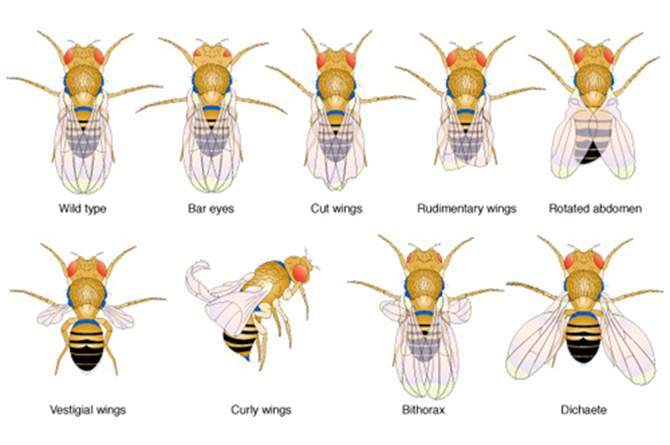 Wild type
Bar eyes
Cut wings
Rudimentary wings
Rotated abdomen
Vestigial wings
Curly wings
Bithorax
Dichaete